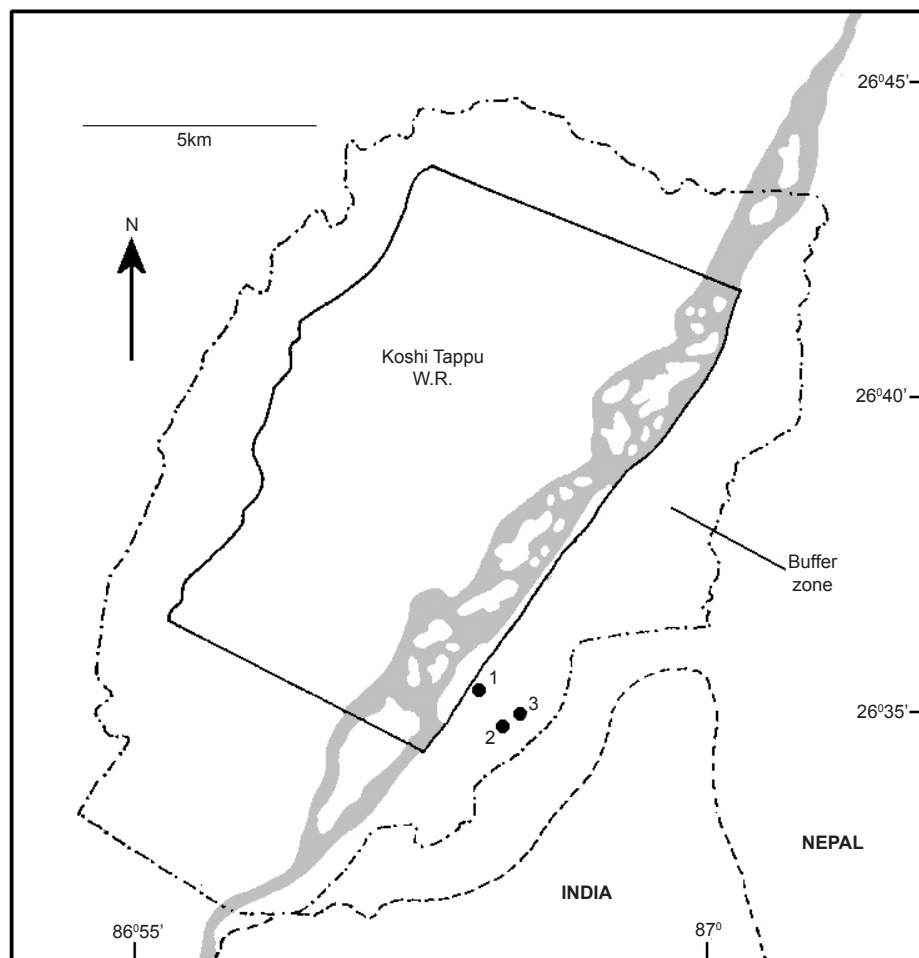 26⁰45'
5km
N
Koshi Tappu
W.R.
26⁰40'
Buffer
zone
1
3
2
26⁰35'
NEPAL
INDIA
86⁰55'
87⁰